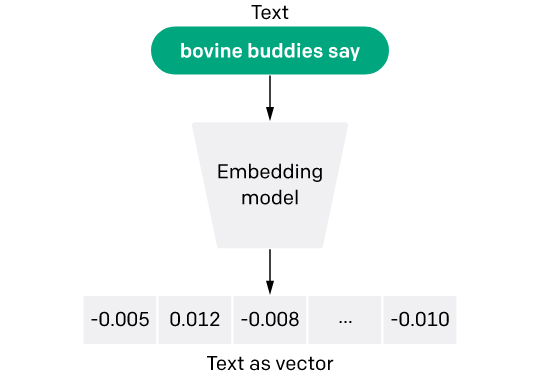 Text
bovine buddies say
Embedding
model
-0.005 0.012 -0.008 ... -0.010
Text as vector